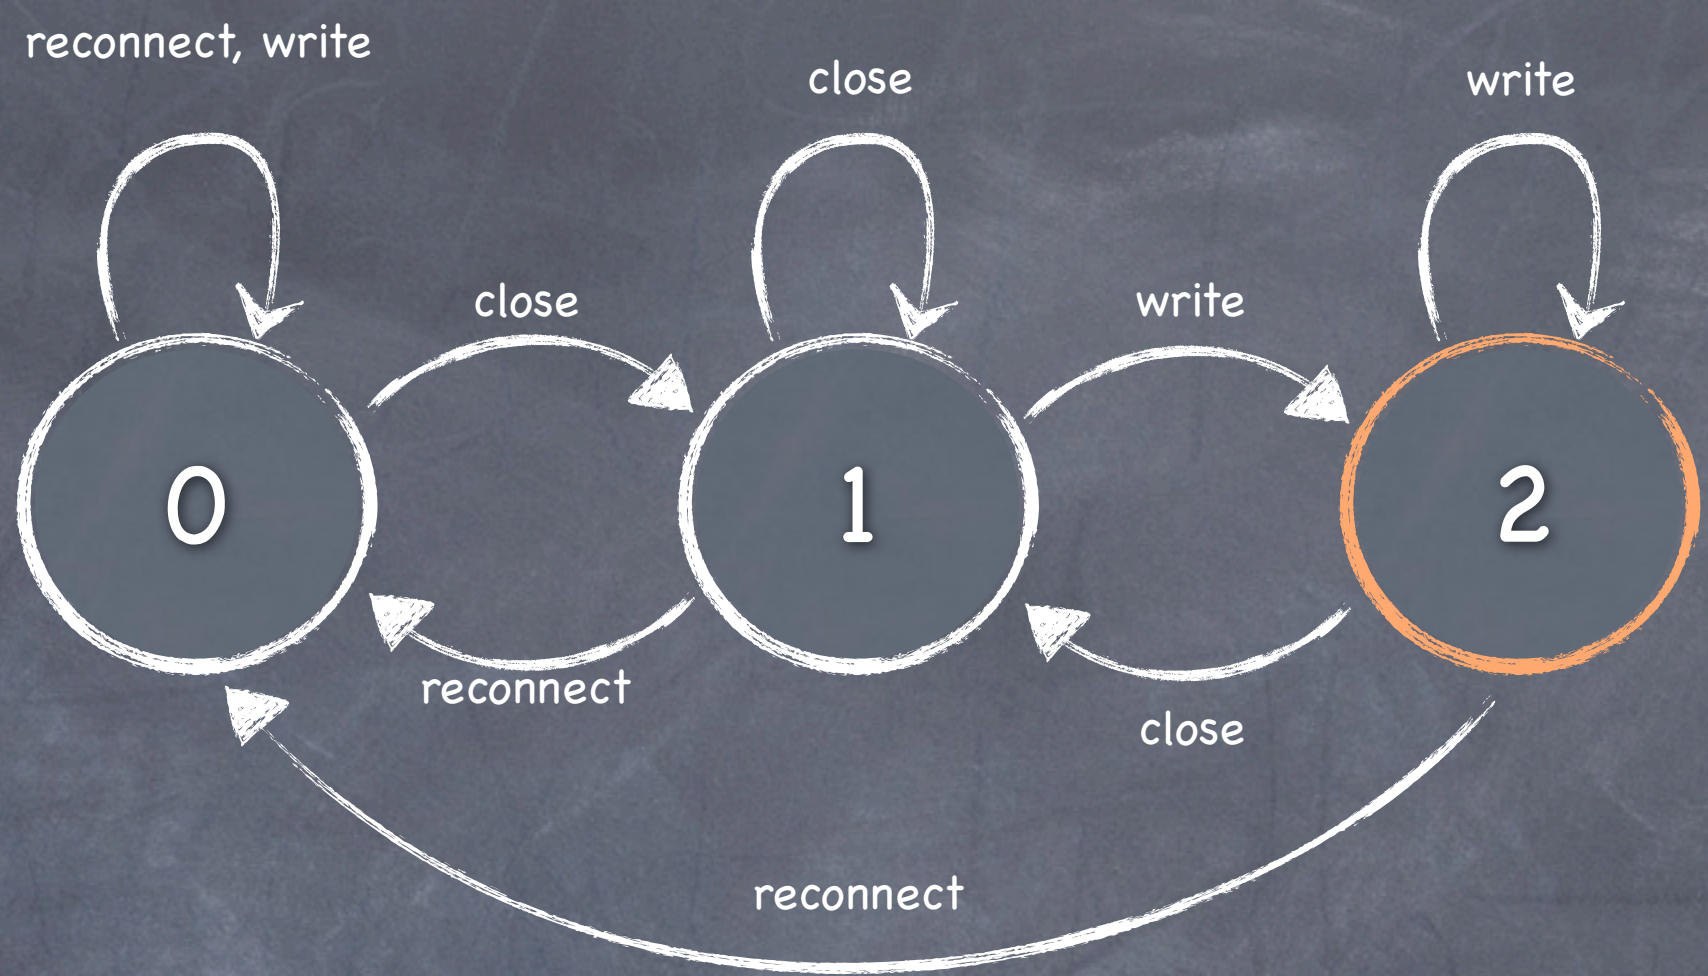 reconnect, write
close
write
close
write
0
1
2
reconnect
close
reconnect